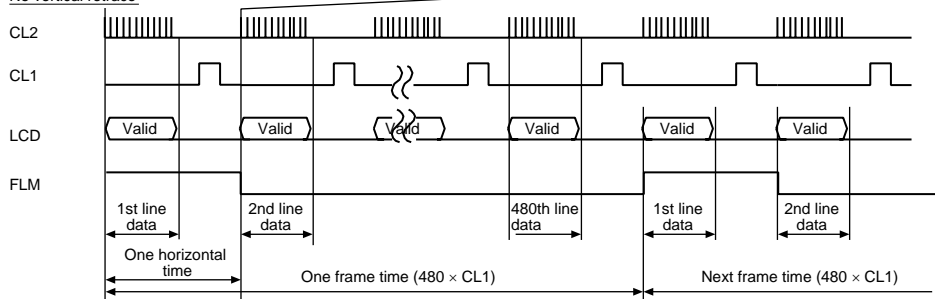 No vertical retrace
CL2
CL1
LCD
Valid
Valid
Valid
Valid
Valid
Valid
FLM
1st line
data
2nd line
data
480th line
data
1st line
data
2nd line
data
One horizontal
time
One frame time (480 × CL1)
Next frame time (480 × CL1)